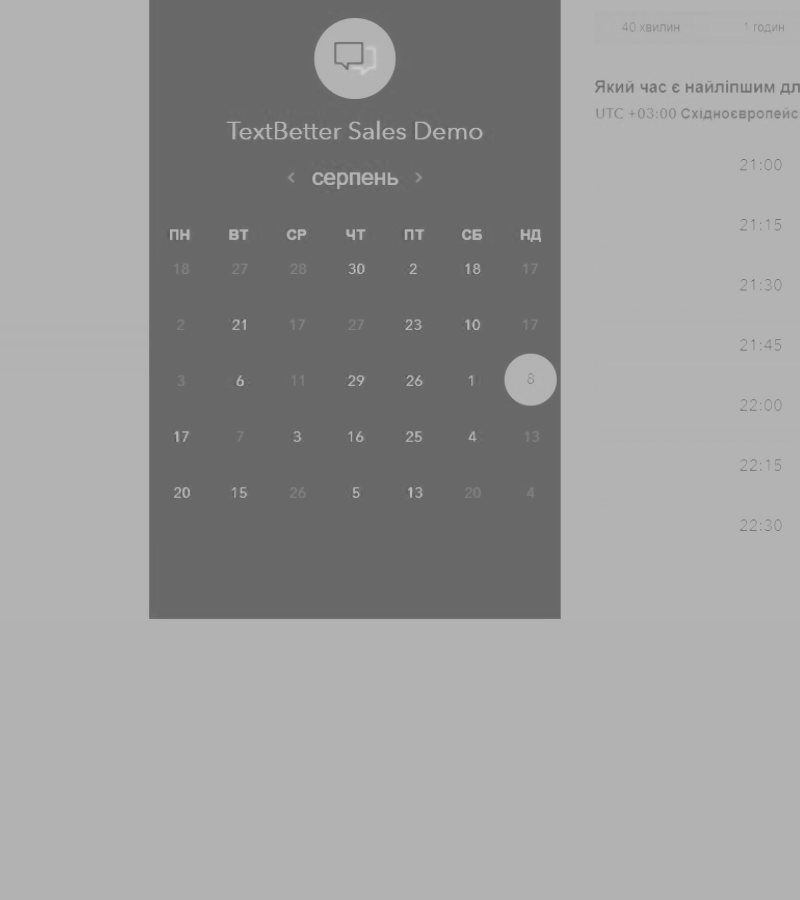 TextBetter Sales Demo
серпень
ПН ВТ СР ЧТ ПТ СБ НД
18 27 28 30 2 18 17
2 21 17 27 23 10 17
3 6 11 29 26 1 8
17 7 3 16 25 4 13
20 15 26 5 13 20 4
40 хвилин 1 годин
Який час є найліпшим дл
UTC +03:00 Східноєвропейс
21:00
21:15
21:30
21:45
22:00
22:15
22:30